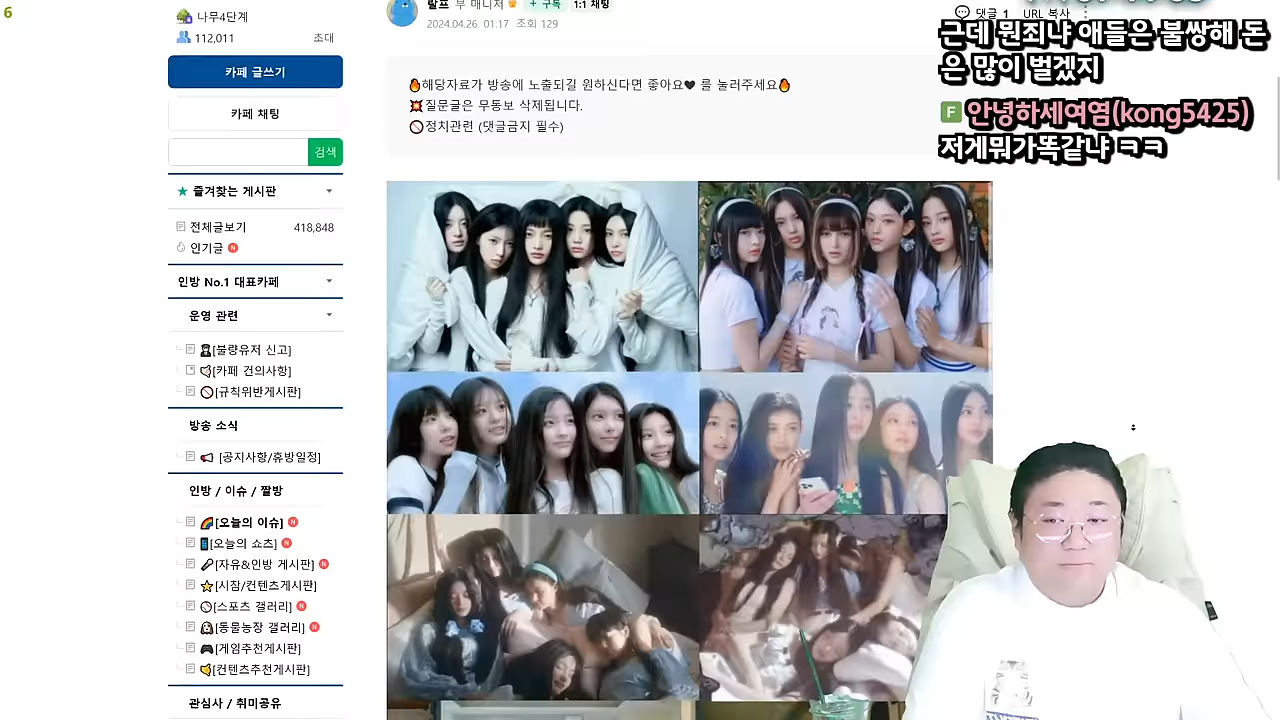 6
나무4단계
112,011 초대
카페 글쓰기
카페 채팅
검색
즐겨찾는 게시판
전체글보기 418,848
인기글 N
인방 No.1 대표카페
운영 관련
[불량유저 신고]
[카페 건의사항]
[규칙위반게시판]
방송 소식
[공지사항/휴방일정]
인방 / 이슈 / 짤방
[오늘의 이슈] N
[오늘의 쇼츠] N
[자유&인방 게시판] N
[시참/컨텐츠게시판]
[스포츠 갤러리] N
[동물농장 갤러리] N
[게임추천게시판]
[컨텐츠추천게시판]
관심사 / 취미공유
랄프 부 매니저 + 구독 1:1 채팅
2024.04.26. 01:17 조회 129
댓글 1 URL 복사
해당자료가 방송에 노출되길 원하신다면 좋아요🖤 를 눌러주세요
질문글은 무통보 삭제됩니다.
정치관련 (댓글금지 필수)
근데 뭔죄냐 애들은 불쌍해 돈
은 많이 벌겠지
F 안녕하세여염(kong5425)
저게뭐가똑같냐 ㅋㅋ